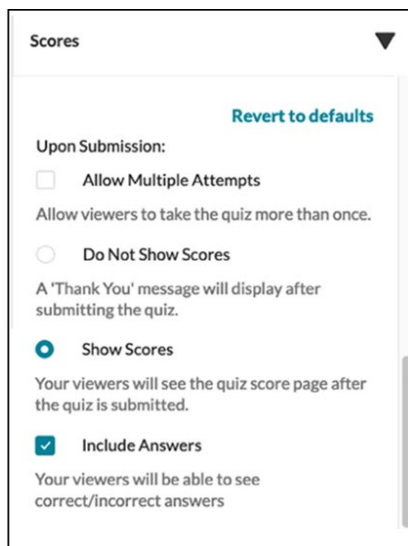 Scores
Revert to defaults
Upon Submission:
Allow Multiple Attempts
Allow viewers to take the quiz more than once.
Do Not Show Scores
A 'Thank You' message will display after
submitting the quiz.
Show Scores
Your viewers will see the quiz score page after
the quiz is submitted.
Include Answers
Your viewers will be able to see
correct/incorrect answers